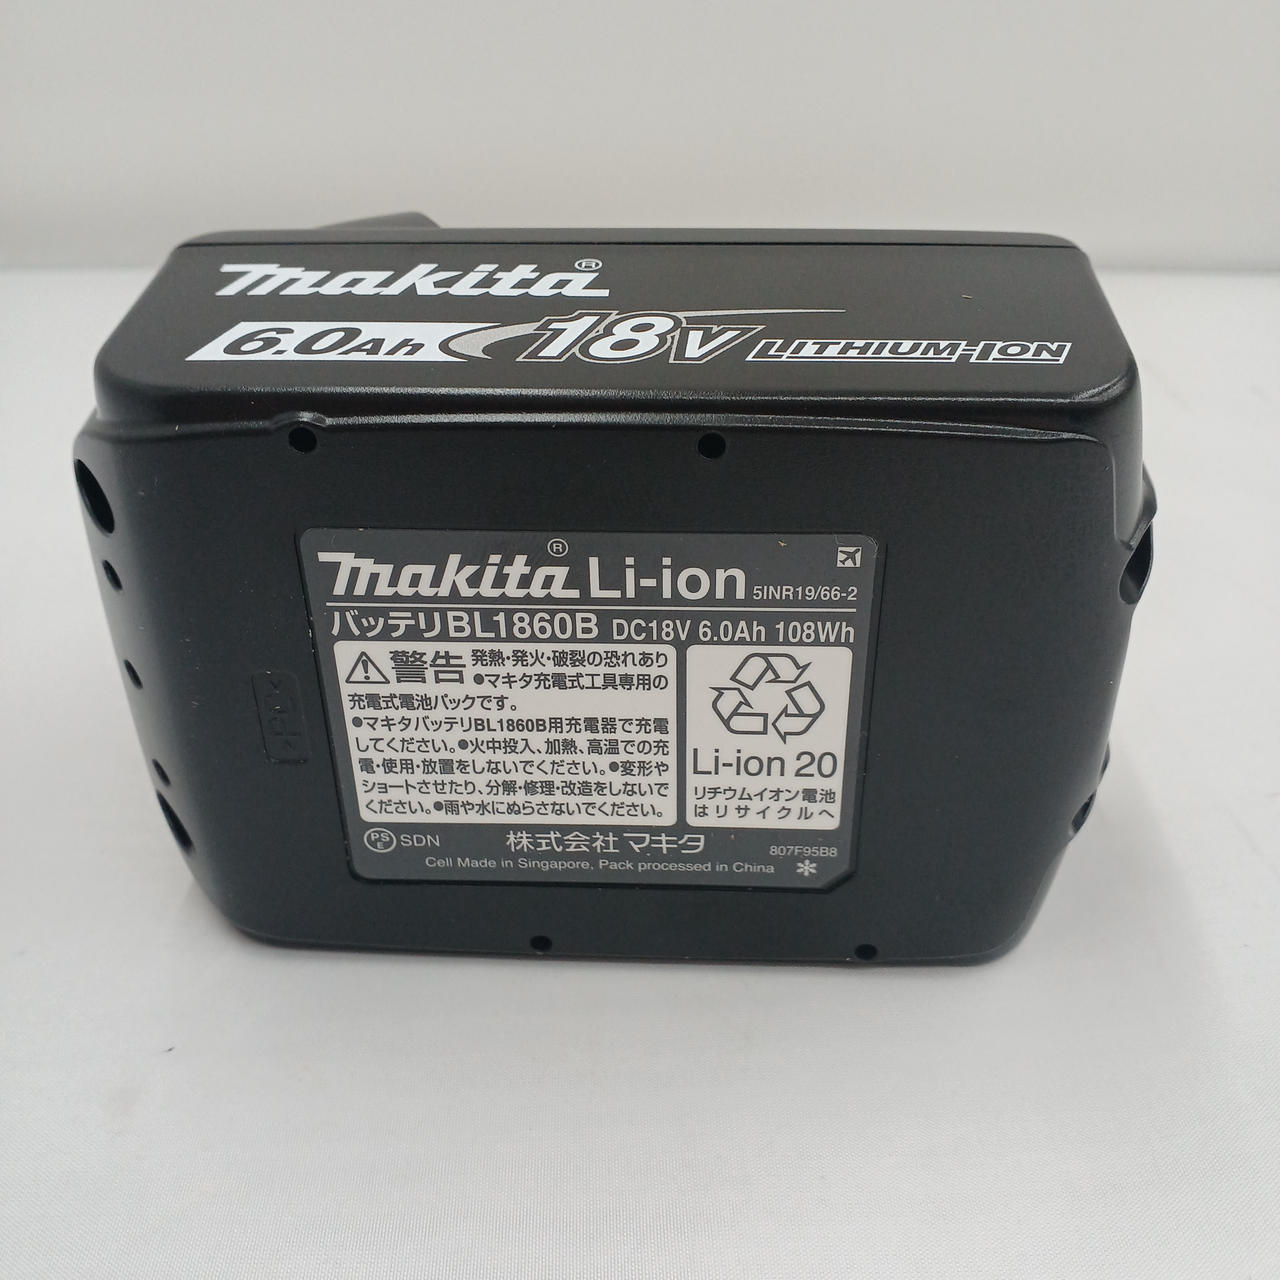 makita®
6.0Ah 18V LITHIUM-ION
makita® Li-ion 5INR19/66-2
バッテリBL1860B DC18V 6.0Ah 108Wh
警告 発熱・発火・破裂の恐れあり
●マキタ充電式工具専用の
充電式電池パックです。
●マキタバッテリBL1860B用充電器で充電
してください。●火中投入、加熱、高温での充
電・使用・放置をしないでください。●変形や
ショートさせたり、分解・修理・改造をしないで
ください。●雨や水にぬらさないでください。
Li-ion 20
リチウムイオン電池
はリサイクルへ
PSE SDN 株式会社 マキタ 807F95B8
Cell Made in Singapore, Pack processed in China